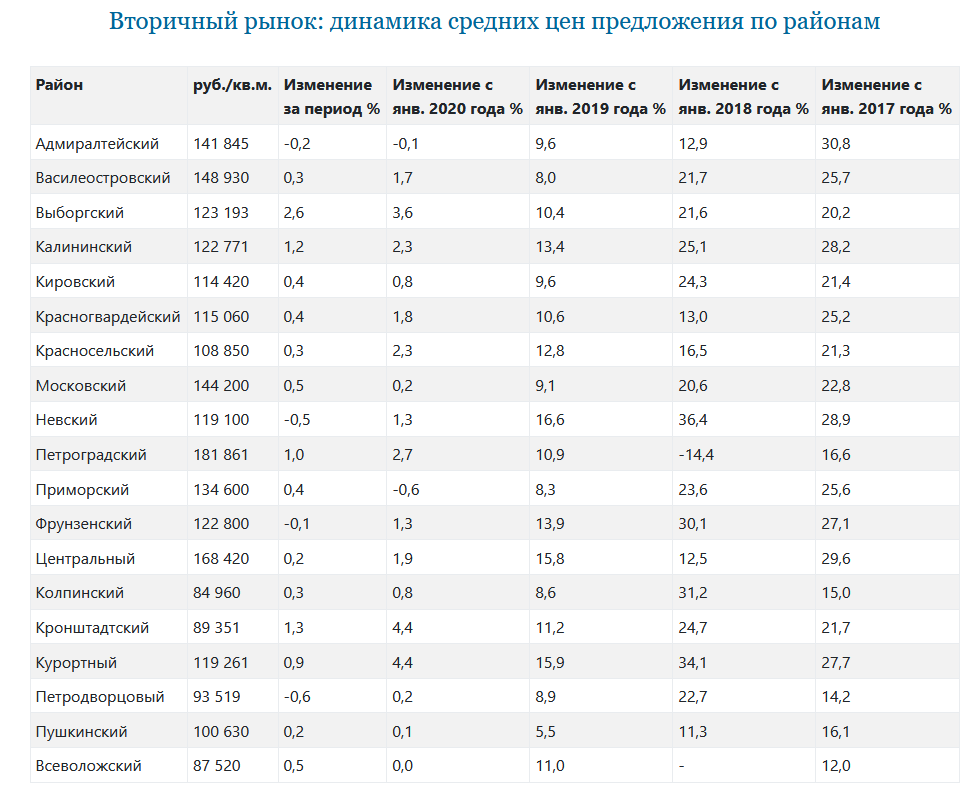 Вторичный рынок: динамика средних цен предложения по районам
Район руб./кв.м. Изменение за период % Изменение с янв. 2020 года % Изменение с янв. 2019 года % Изменение с янв. 2018 года % Изменение с янв. 2017 года %
Адмиралтейский 141 845 -0,2 -0,1 9,6 12,9 30,8
Василеостровский 148 930 0,3 1,7 8,0 21,7 25,7
Выборгский 123 193 2,6 3,6 10,4 21,6 20,2
Калининский 122 771 1,2 2,3 13,4 25,1 28,2
Кировский 114 420 0,4 0,8 9,6 24,3 21,4
Красногвардейский 115 060 0,4 1,8 10,6 13,0 25,2
Красносельский 108 850 0,3 2,3 12,8 16,5 21,3
Московский 144 200 0,5 0,2 9,1 20,6 22,8
Невский 119 100 -0,5 1,3 16,6 36,4 28,9
Петроградский 181 861 1,0 2,7 10,9 -14,4 16,6
Приморский 134 600 0,4 -0,6 8,3 23,6 25,6
Фрунзенский 122 800 -0,1 1,3 13,9 30,1 27,1
Центральный 168 420 0,2 1,9 15,8 12,5 29,6
Колпинский 84 960 0,3 0,8 8,6 31,2 15,0
Кронштадтский 89 351 1,3 4,4 11,2 24,7 21,7
Курортный 119 261 0,9 4,4 15,9 34,1 27,7
Петродворцовый 93 519 -0,6 0,2 8,9 22,7 14,2
Пушкинский 100 630 0,2 0,1 5,5 11,3 16,1
Всеволожский 87 520 0,5 0,0 11,0 - 12,0